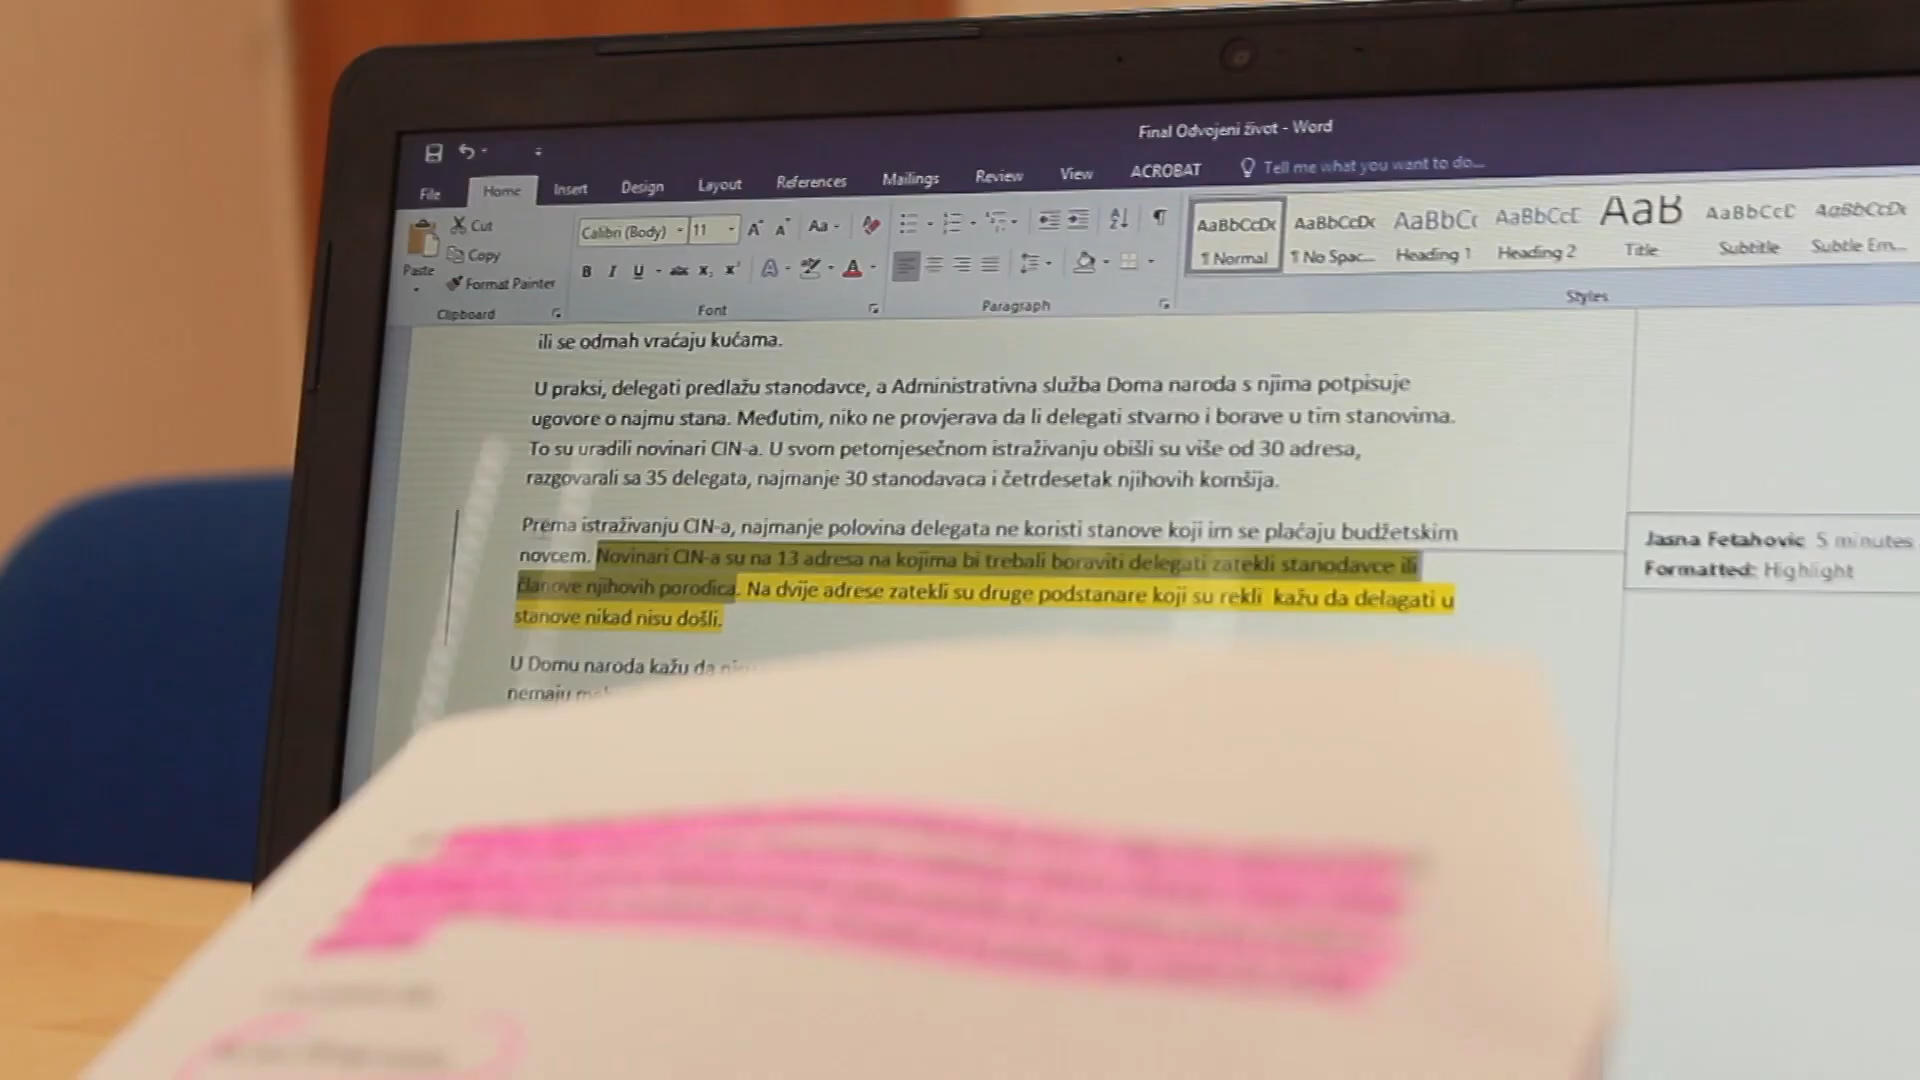 Final Odvojeni život - Word
File Home Insert Design Layout References Mailings Review View ACROBAT Tell me what you want to do...
Cut
Copy
Paste
Format Painter
Clipboard
Calibri (Body) 11
Font
Paragraph
AaBbCcDc AaBbCcDc AaBbCc AaBbCcD AaB AaBbCcD AaBbCcDc
¶ Normal ¶ No Spac... Heading 1 Heading 2 Title Subtitle Subtle Em...
Styles
ili se odmah vraćaju kućama.
U praksi, delegati predlažu stanodavce, a Administrativna služba Doma naroda s njima potpisuje
ugovore o najmu stana. Međutim, niko ne provjerava da li delegati stvarno i borave u tim stanovima.
To su uradili novinari CIN-a. U svom petomjesečnom istraživanju obišli su više od 30 adresa,
razgovarali sa 35 delegata, najmanje 30 stanodavaca i četrdesetak njihovih komšija.
Prema istraživanju CIN-a, najmanje polovina delegata ne koristi stanove koji im se plaćaju budžetskim
novcem. Novinari CIN-a su na 13 adresa na kojima bi trebali boraviti delegati zatekli stanodavce ili
članove njihovih porodica. Na dvije adrese zatekli su druge podstanare koji su rekli kažu da delagati u
stanove nikad nisu došli.
U Domu naroda kažu da
nemaju
Jasna Fetahovic 5 minutes
Formatted: Highlight